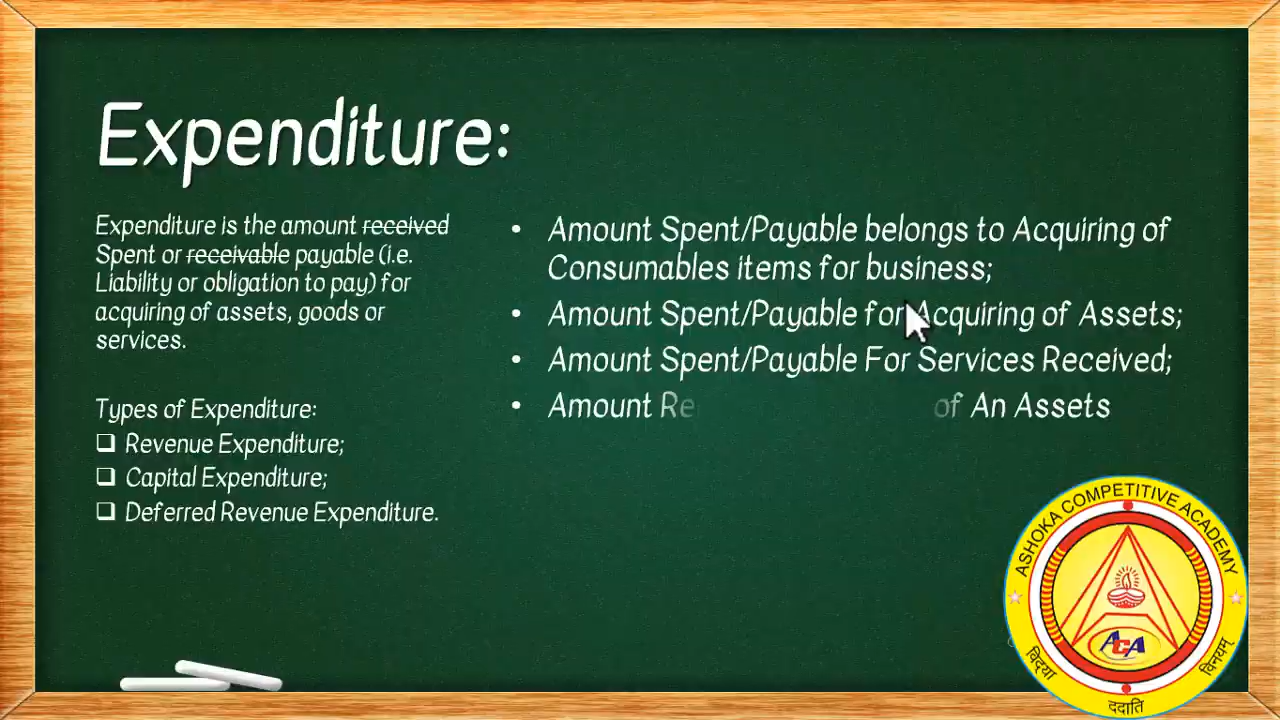 Expenditure:
Expenditure is the amount received
Spent or receivable payable (i.e.
Liability or obligation to pay) for
acquiring of assets, goods or
services.
Types of Expenditure:
Revenue Expenditure;
Capital Expenditure;
Deferred Revenue Expenditure.
• Amount Spent/Payable belongs to Acquiring of
Consumables items for business;
• Amount Spent/Payable for Acquiring of Assets;
• Amount Spent/Payable For Services Received;
• Amount Re of An Assets
ASHOKA COMPETITIVE ACADEMY
ACA
विद्या ददाति विनयम्